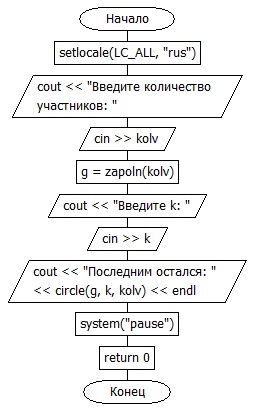 Начало
setlocale(LC_ALL, "rus")
cout << "Введите количество
участников: "
cin >> kolv
g = zapoln(kolv)
cout << "Введите k: "
cin >> k
cout << "Последним остался: "
<< circle(g, k, kolv) << endl
system("pause")
return 0
Конец